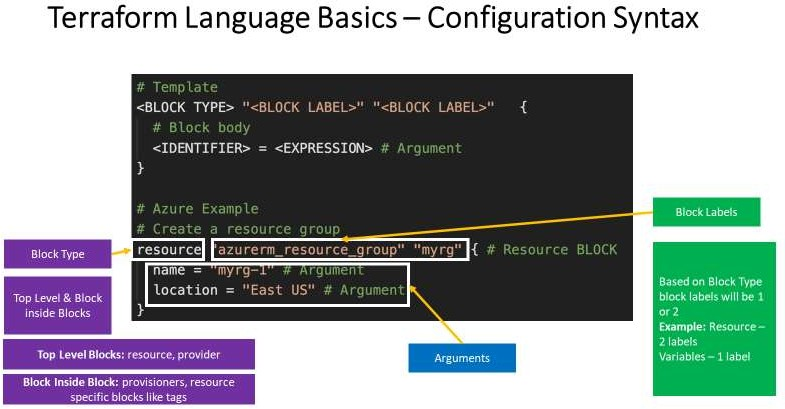 Terraform Language Basics – Configuration Syntax
# Template
<BLOCK TYPE> "<BLOCK LABEL>" "<BLOCK LABEL>" {
# Block body
<IDENTIFIER> = <EXPRESSION> # Argument
}
# Azure Example
# Create a resource group
resource "azurerm_resource_group" "myrg" { # Resource BLOCK
name = "myrg-1" # Argument
location = "East US" # Argument
}
Block Labels
Block Type
Top Level & Block
inside Blocks
Based on Block Type
block labels will be 1
or 2
Example: Resource –
2 labels
Variables – 1 label
Top Level Blocks: resource, provider
Arguments
Block Inside Block: provisioners, resource
specific blocks like tags